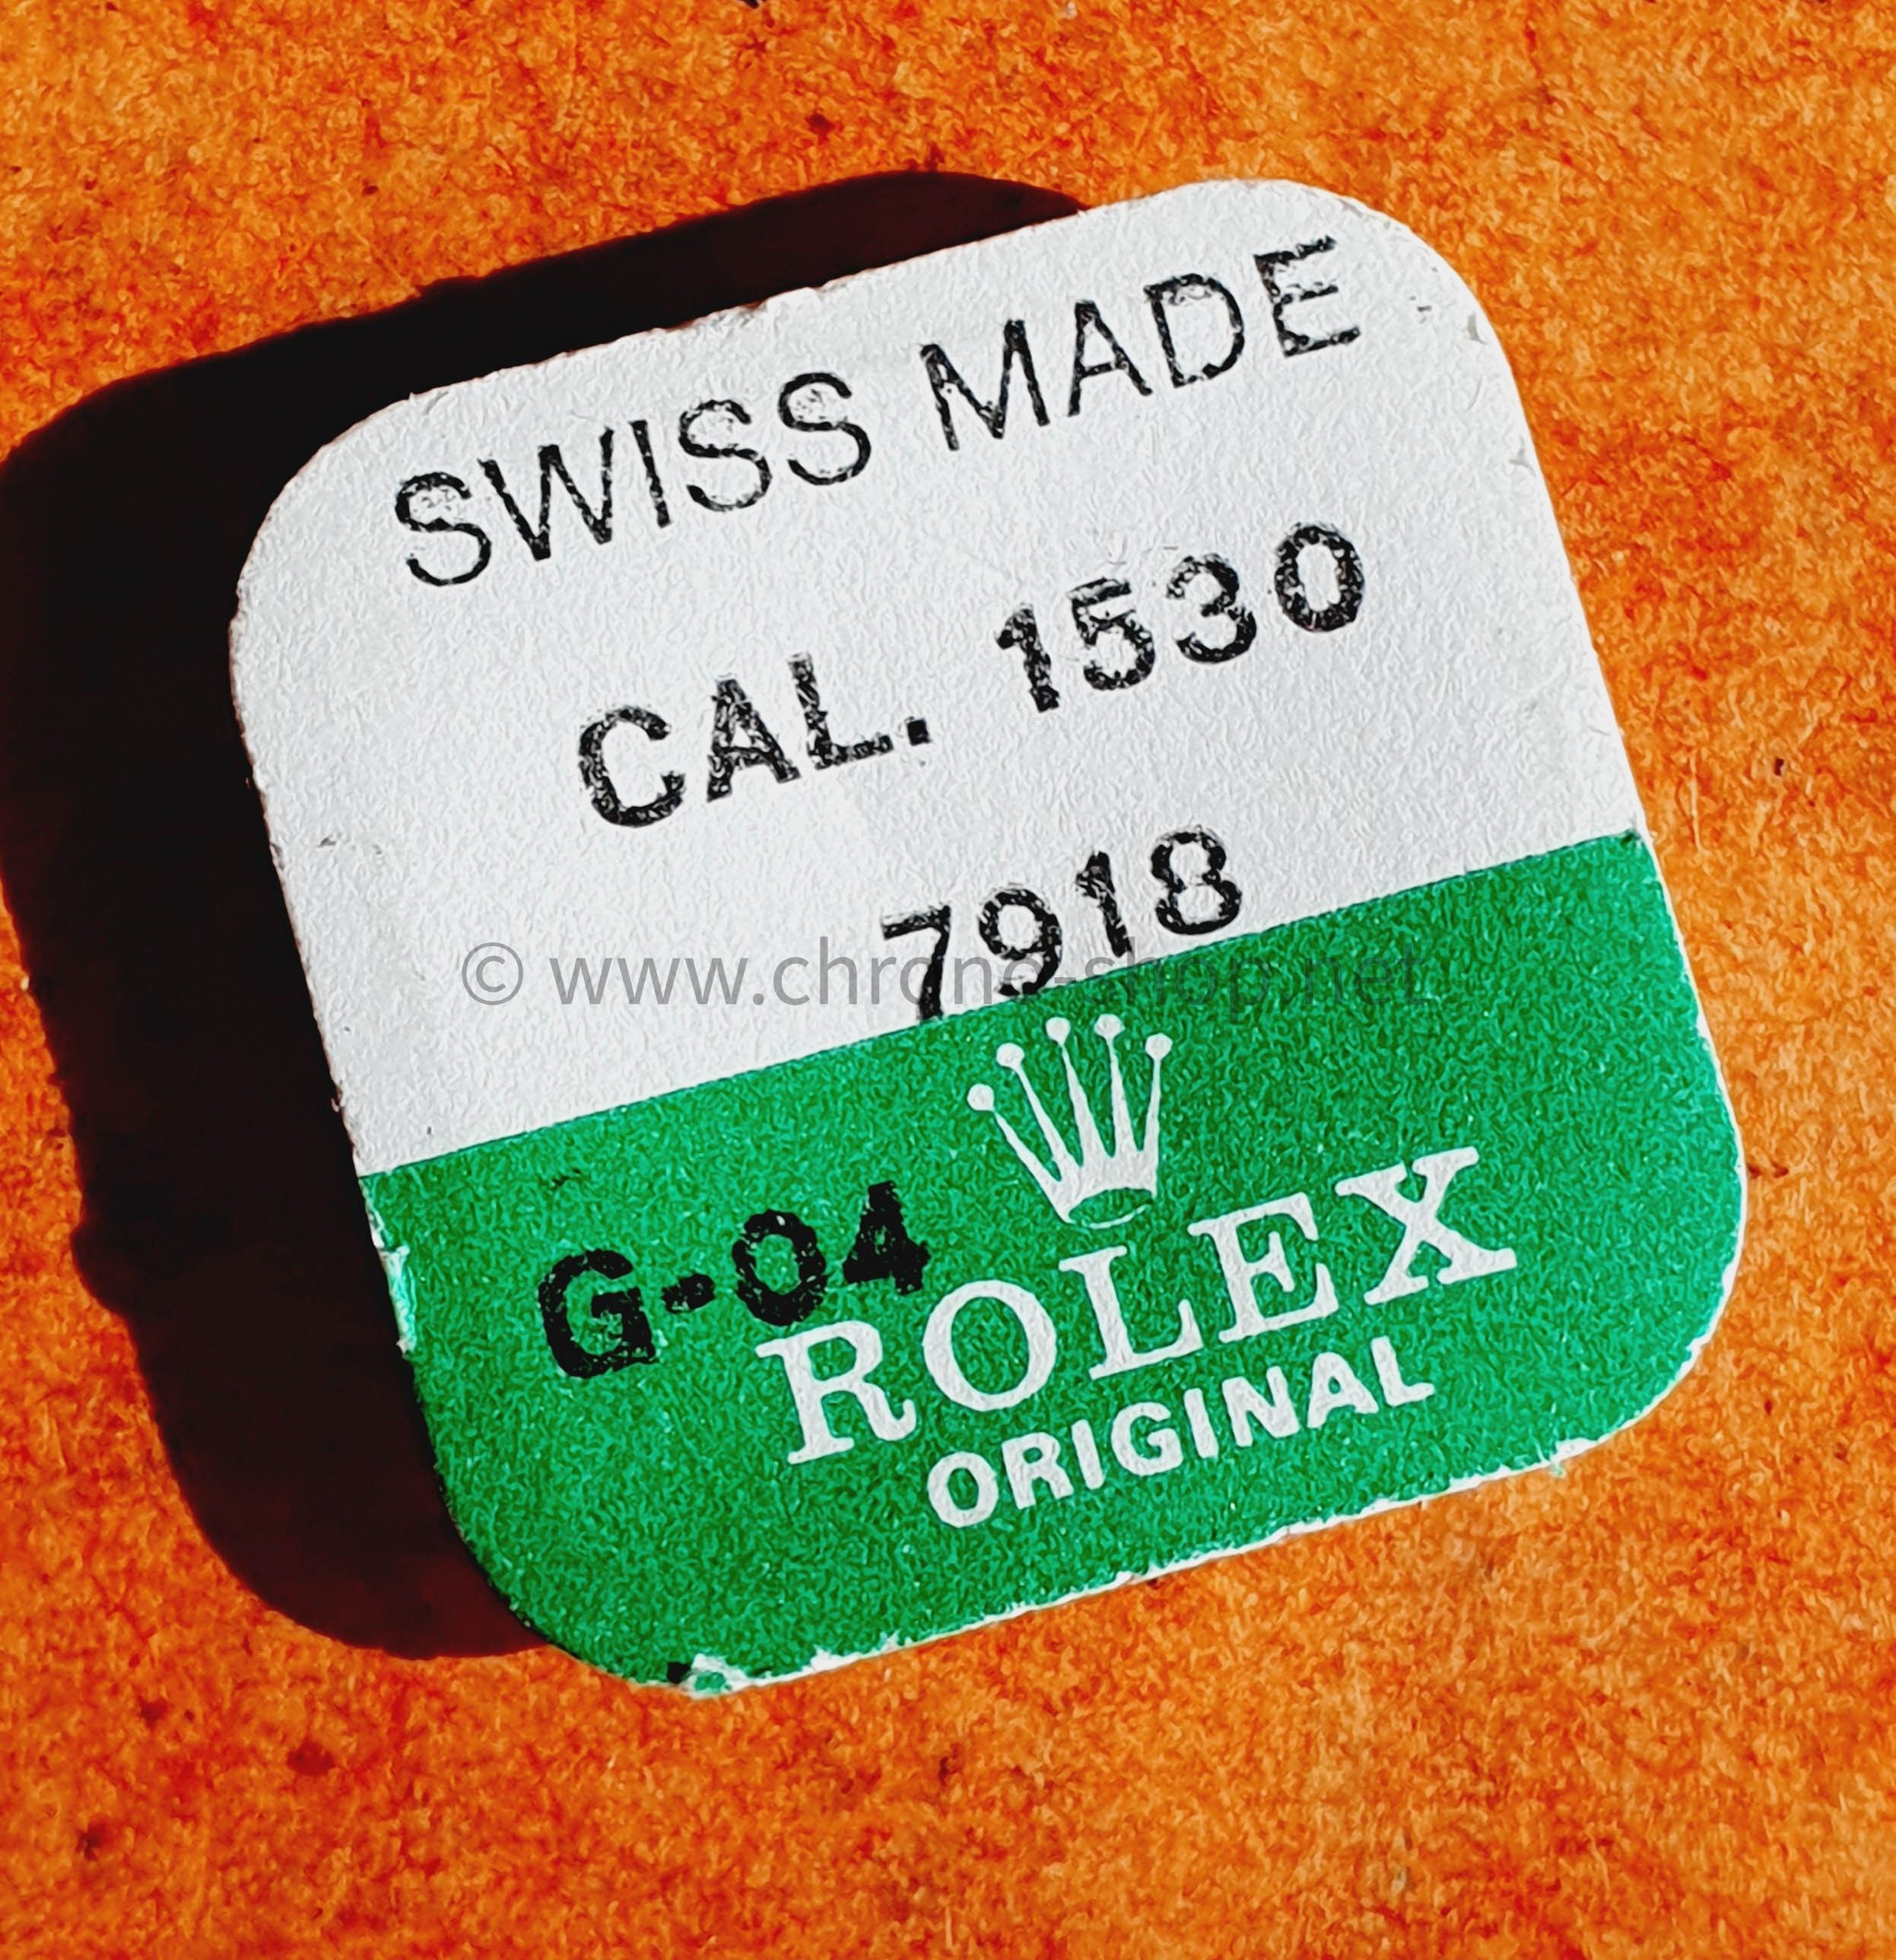 SWISS MADE
CAL. 1530
7918
© www.chrono-shop.net
G-04
ROLEX
ORIGINAL